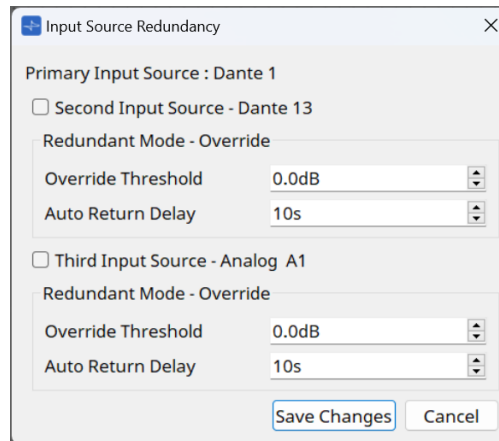 Input Source Redundancy
Primary Input Source : Dante 1
Second Input Source - Dante 13
Redundant Mode - Override
Override Threshold 0.0dB
Auto Return Delay 10s
Third Input Source - Analog A1
Redundant Mode - Override
Override Threshold 0.0dB
Auto Return Delay 10s
Save Changes Cancel